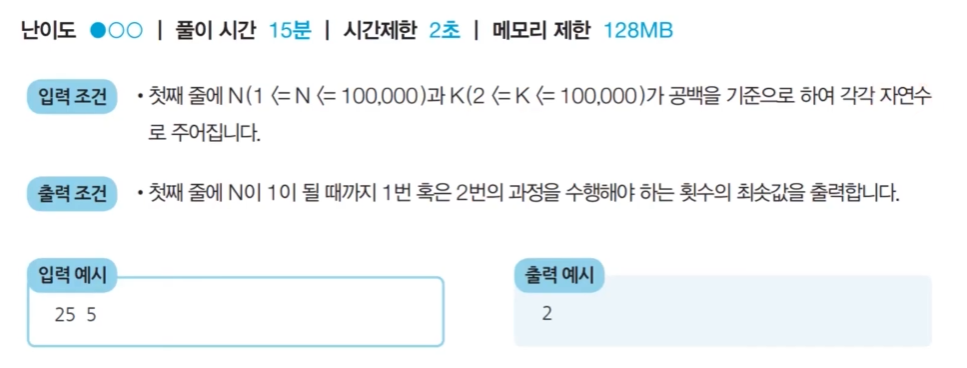 난이도 ●○○ | 풀이 시간 15분 | 시간제한 2초 | 메모리 제한 128MB
입력 조건 • 첫째 줄에 N(1 <= N <= 100,000)과 K(2 <= K <= 100,000)가 공백을 기준으로 하여 각각 자연수
로 주어집니다.
출력 조건 • 첫째 줄에 N이 1이 될 때까지 1번 혹은 2번의 과정을 수행해야 하는 횟수의 최솟값을 출력합니다.
입력 예시
25 5
출력 예시
2